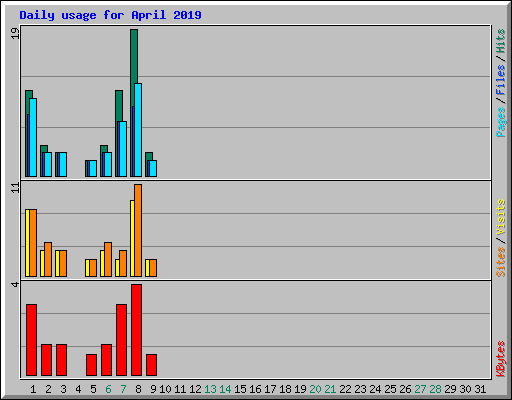 Daily usage for April 2019
19
Pages / Files / Hits
11
Sites / Visits
4
KBytes
1 2 3 4 5 6 7 8 9 10 11 12 13 14 15 16 17 18 19 20 21 22 23 24 25 26 27 28 29 30 31